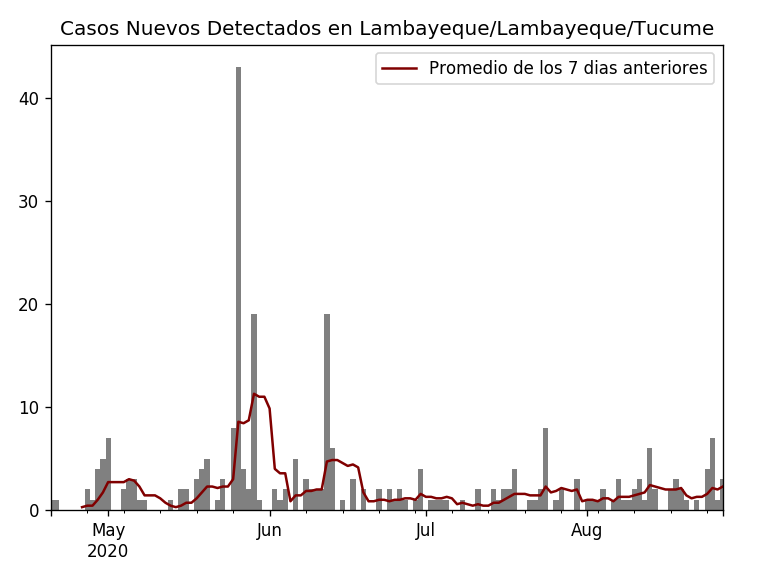 Casos Nuevos Detectados en Lambayeque/Lambayeque/Tucume
Promedio de los 7 dias anteriores
40
30
20
10
0
May Jun Jul Aug
2020